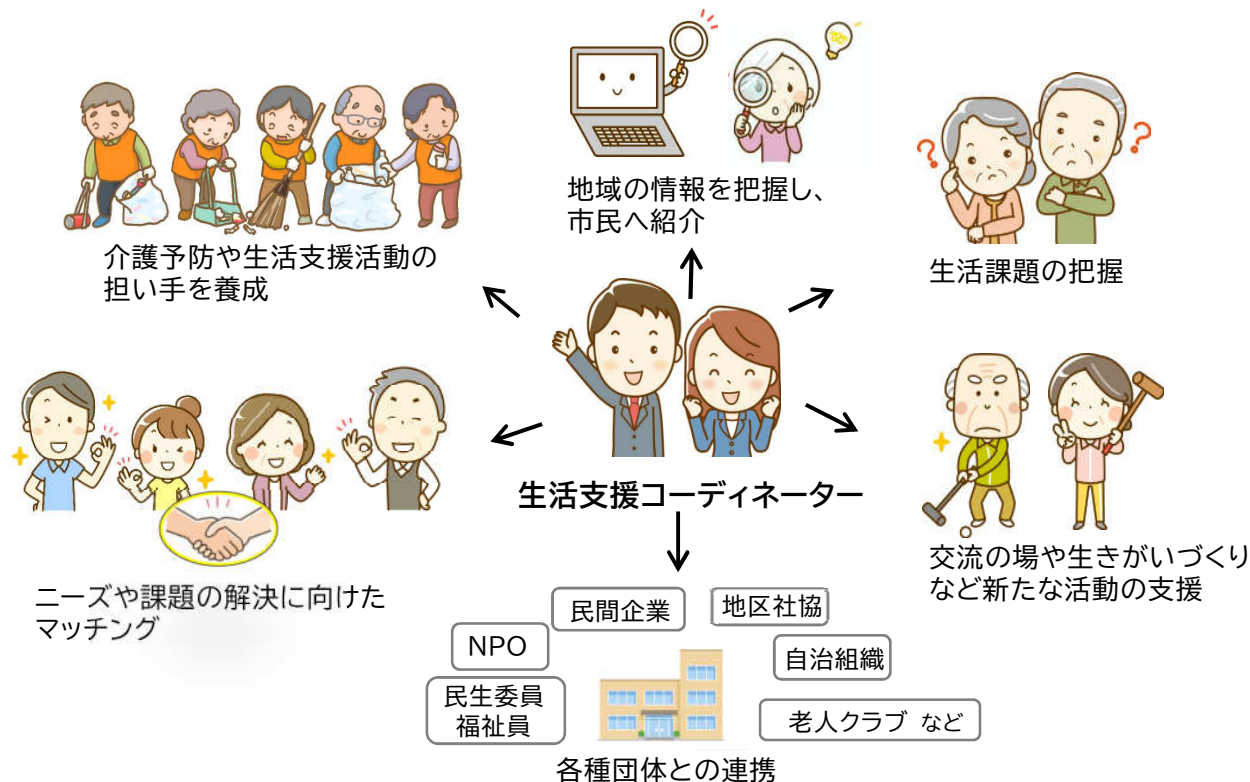 地域の情報を把握し、
市民へ紹介
介護予防や生活支援活動の
担い手を養成
?
?
生活課題の把握
生活支援コーディネーター
交流の場や生きがいづくり
など新たな活動の支援
ニーズや課題の解決に向けた
マッチング
民間企業
地区社協
NPO
自治組織
民生委員
福祉員
老人クラブ など
各種団体との連携